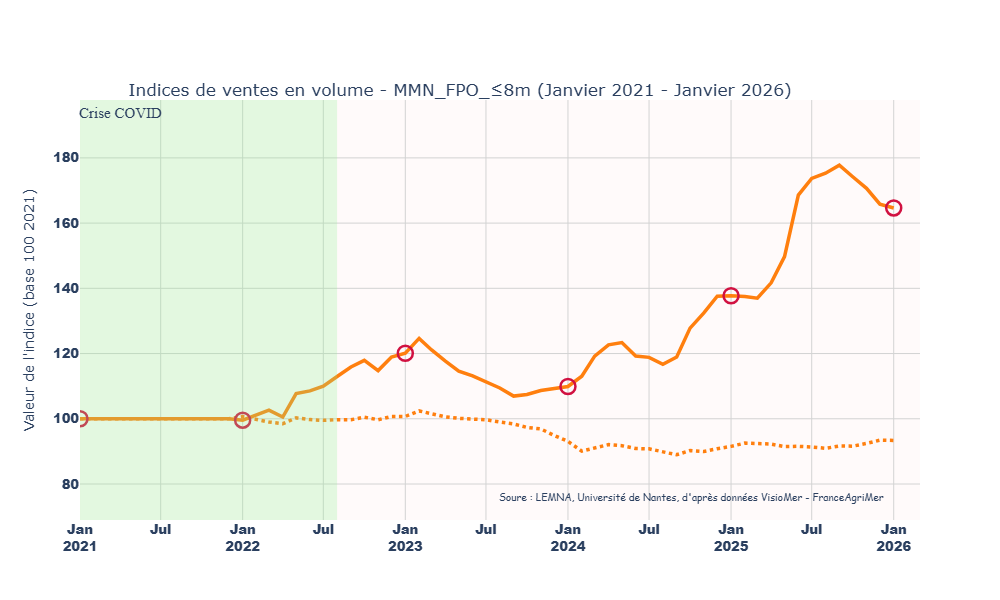 Indices de ventes en volume - MMN_FPO_≤8m (Janvier 2021 - Janvier 2026)
Crise COVID
Valeur de l'indice (base 100 2021)
180
160
140
120
100
80
Soure : LEMNA, Université de Nantes, d'après données VisioMer - FranceAgriMer
Jan Jul Jan Jul Jan Jul Jan Jul Jan Jul Jan
2021 2022 2023 2024 2025 2026